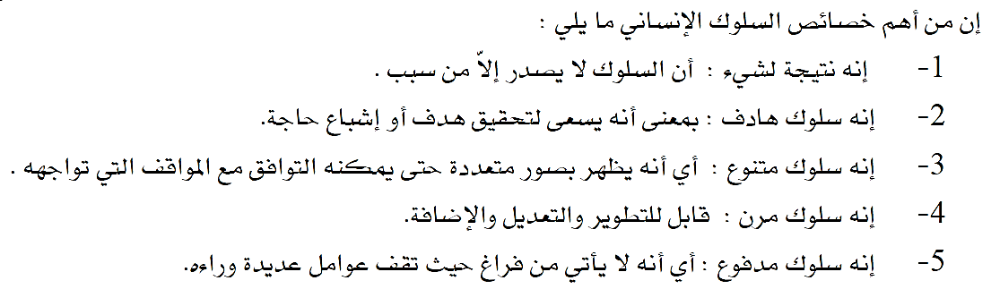 إن من أهم خصائص السلوك الإنساني ما يلي :
1- إنه نتيجة لشيء : أن السلوك لا يصدر إلاّ من سبب .
2- إنه سلوك هادف : بمعنى أنه يسعى لتحقيق هدف أو إشباع حاجة.
3- إنه سلوك متنوع : أي أنه يظهر بصور متعددة حتى يمكنه التوافق مع المواقف التي تواجهه .
4- إنه سلوك مرن : قابل للتطوير والتعديل والإضافة.
5- إنه سلوك مدفوع : أي أنه لا يأتي من فراغ حيث تقف عوامل عديدة وراءه.